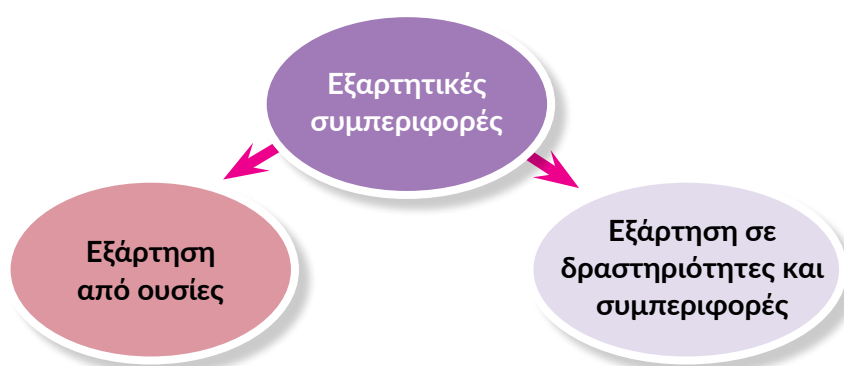 Εξαρτητικές
συμπεριφορές
Εξάρτηση
από ουσίες
Εξάρτηση σε
δραστηριότητες και
συμπεριφορές